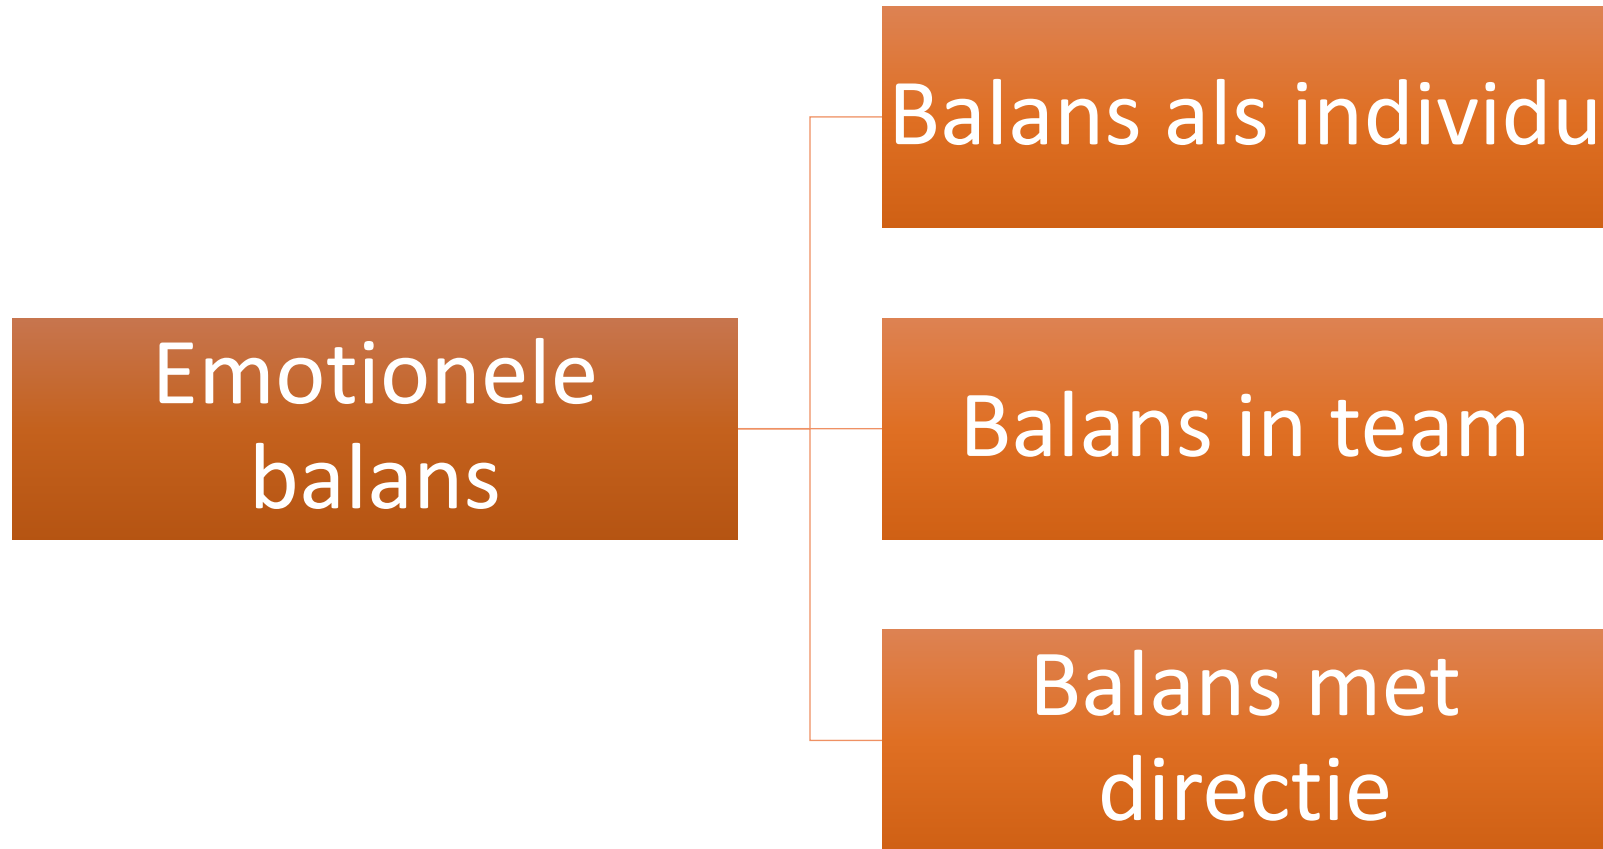 Balans als individu
Emotionele
balans
Balans in team
Balans met
directie